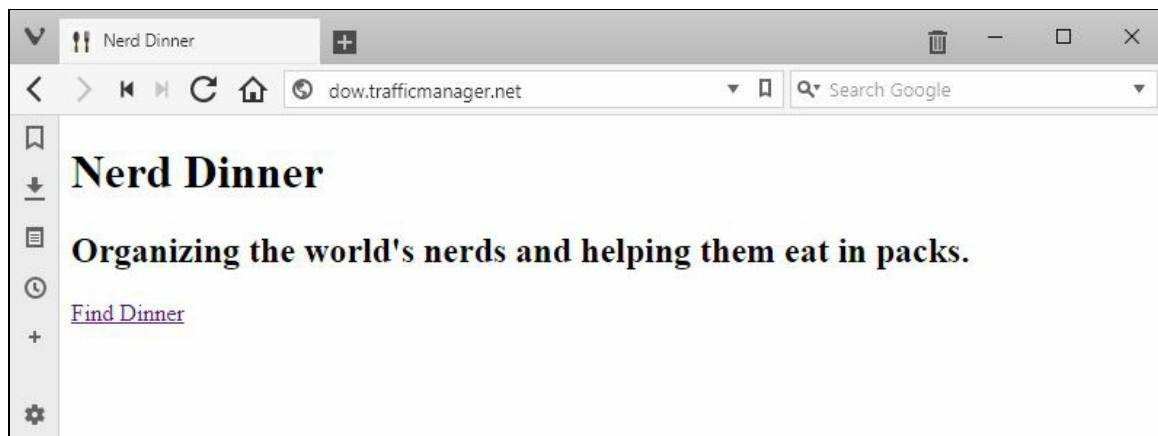 Nerd Dinner
dow.trafficmanager.net
Search Google
Nerd Dinner
Organizing the world's nerds and helping them eat in packs.
Find Dinner